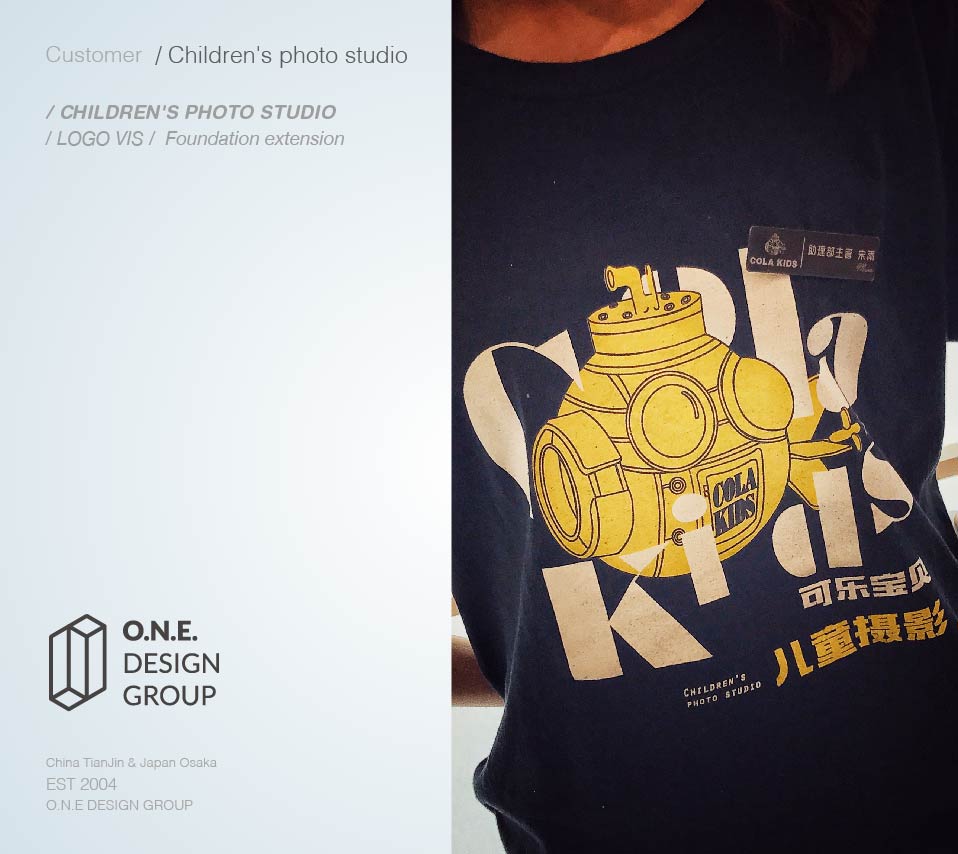 Customer / Children's photo studio
/ CHILDREN'S PHOTO STUDIO
/ LOGO VIS / Foundation extension
O.N.E.
DESIGN
GROUP
China TianJin & Japan Osaka
EST 2004
O.N.E DESIGN GROUP
COLA KIDS
助理部主管 宋雨
Cola
COLA
KIDS
kids
可乐宝贝
儿童摄影
CHILDREN'S
PHOTO STUDIO